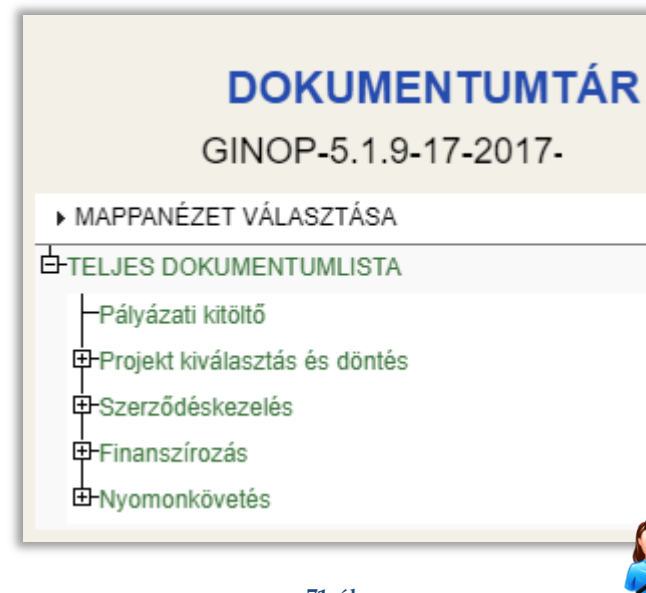 DOKUMENTUMTÁR
GINOP-5.1.9-17-2017-
MAPPANÉZET VÁLASZTÁSA
TELJES DOKUMENTUMLISTA
Pályázati kitöltő
Projekt kiválasztás és döntés
Szerződéskezelés
Finanszírozás
Nyomonkövetés